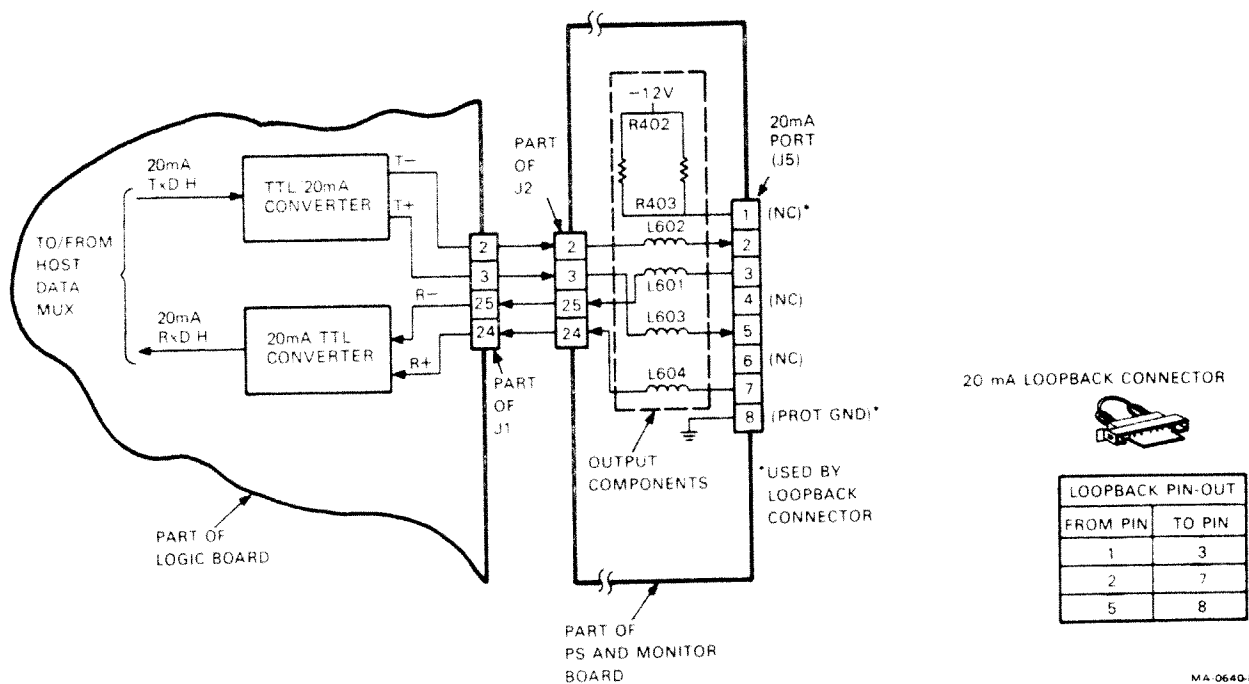 20mA
TxD H
TTL 20mA
CONVERTER
T-
T+
TO/FROM
HOST
DATA
MUX
20mA
RxD H
20mA TTL
CONVERTER
R-
R+
2
3
25
24
PART
OF
J1
PART OF
LOGIC BOARD
PART
OF
J2
2
3
25
24
-12V
R402
R403
L602
L601
L603
L604
OUTPUT
COMPONENTS
20mA
PORT
(J5)
1 (NC)*
2
3
4 (NC)
5
6 (NC)
7
8 (PROT GND)*
*USED BY
LOOPBACK
CONNECTOR
PART OF
PS AND MONITOR
BOARD
20 mA LOOPBACK CONNECTOR
LOOPBACK PIN-OUT
FROM PIN TO PIN
1 3
2 7
5 8